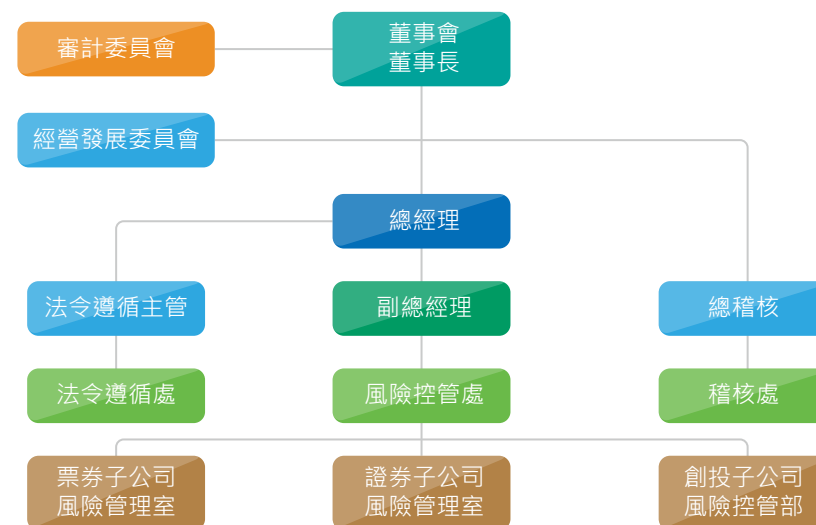 審計委員會
董事會
董事長
經營發展委員會
總經理
法令遵循主管
副總經理
總稽核
法令遵循處
風險控管處
稽核處
票券子公司
風險管理室
證券子公司
風險管理室
創投子公司
風險控管部